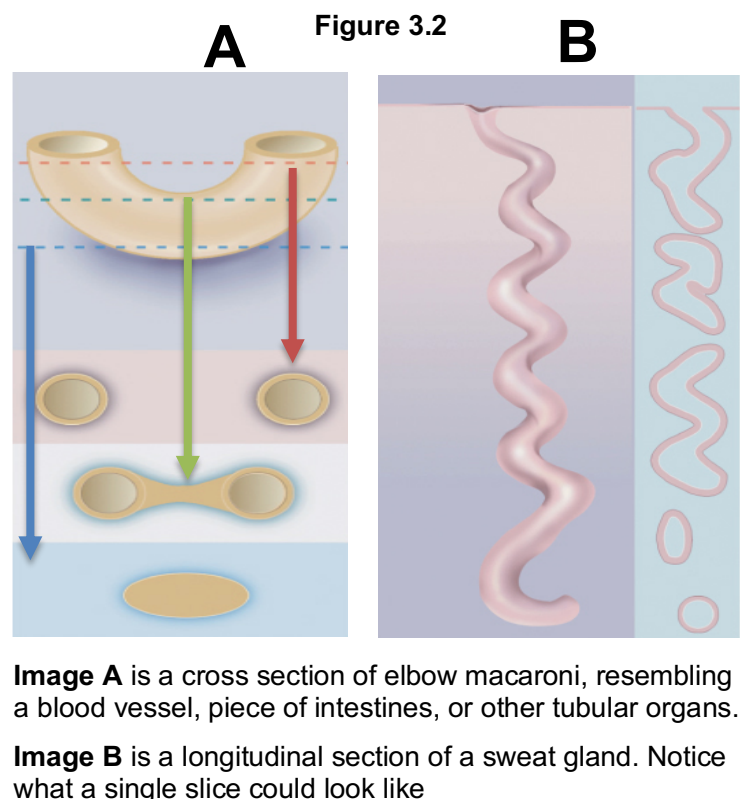 Figure 3.2
A
B
Image A is a cross section of elbow macaroni, resembling
a blood vessel, piece of intestines, or other tubular organs.
Image B is a longitudinal section of a sweat gland. Notice
what a single slice could look like